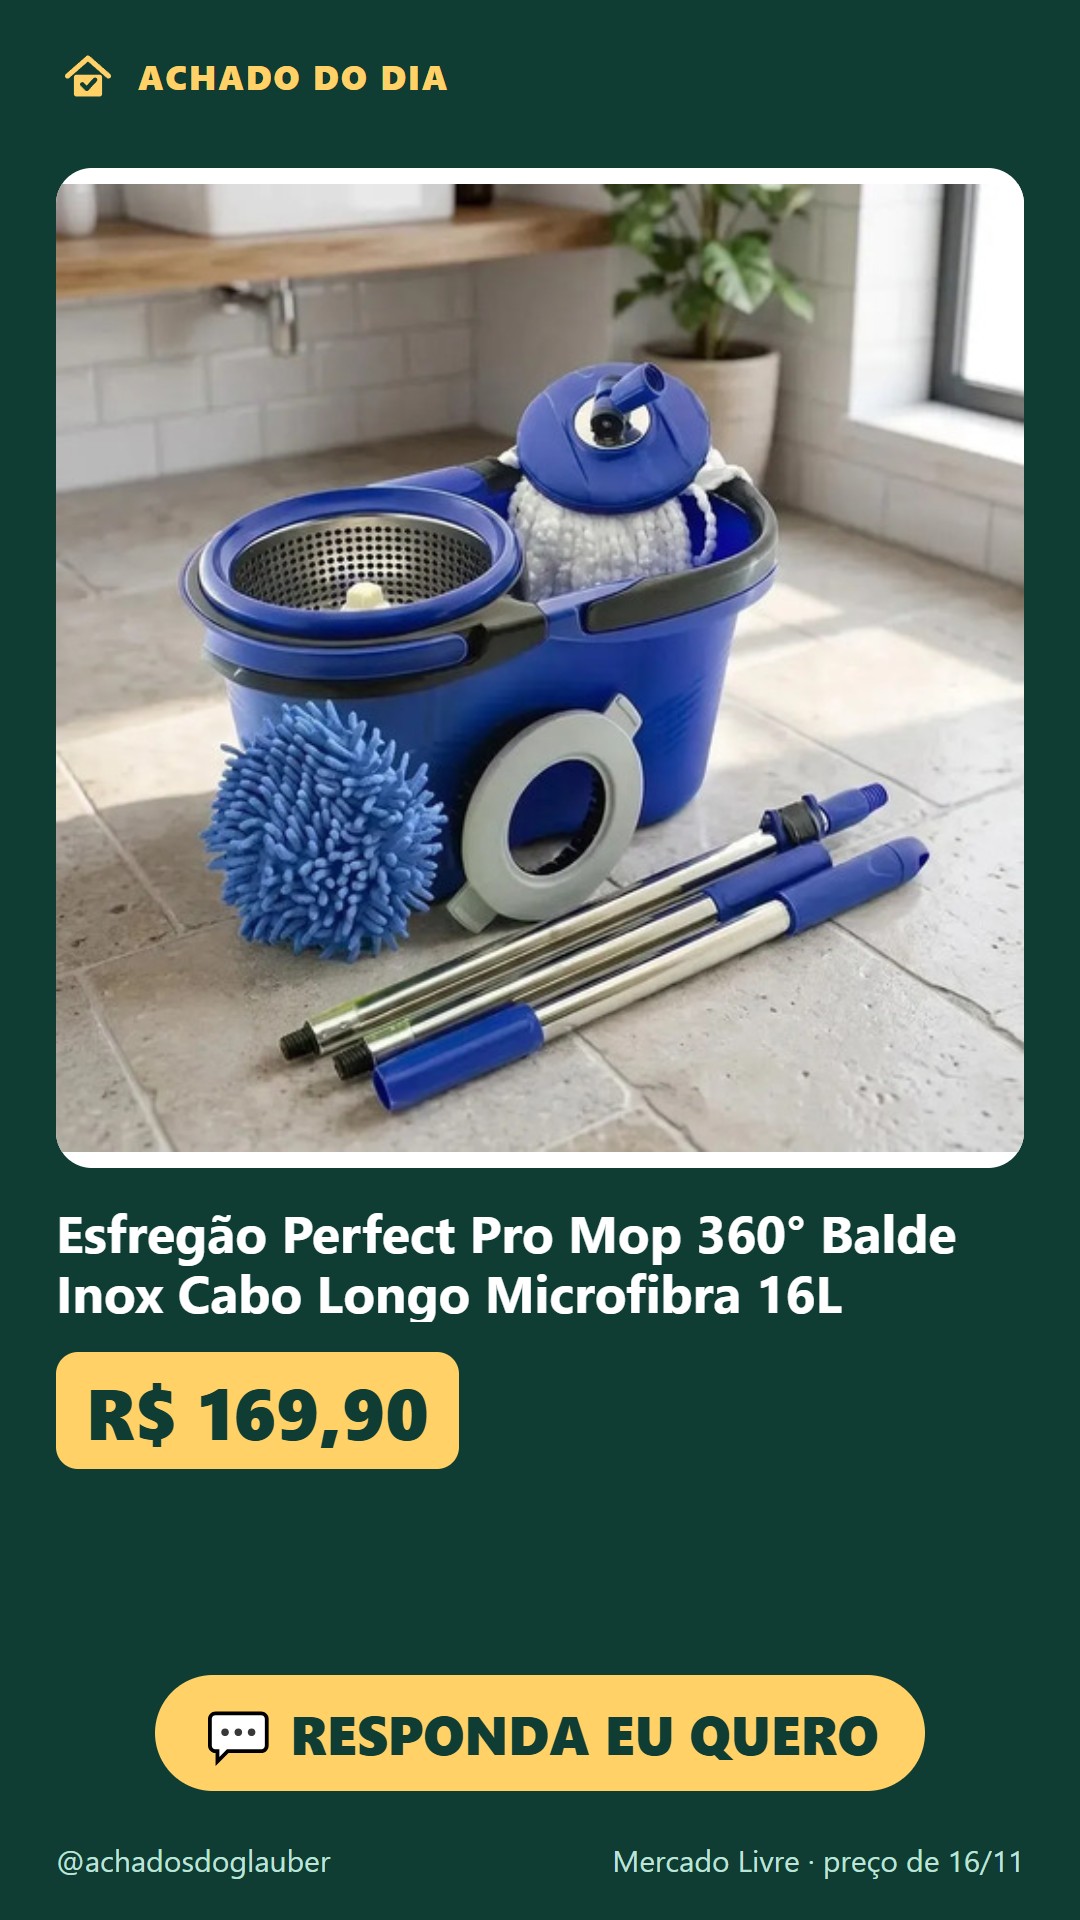 ACHADO DO DIA
Esfregão Perfect Pro Mop 360° Balde
Inox Cabo Longo Microfibra 16L
R$ 169,90
RESPONDA EU QUERO
@achadosdoglauber
Mercado Livre · preço de 16/11